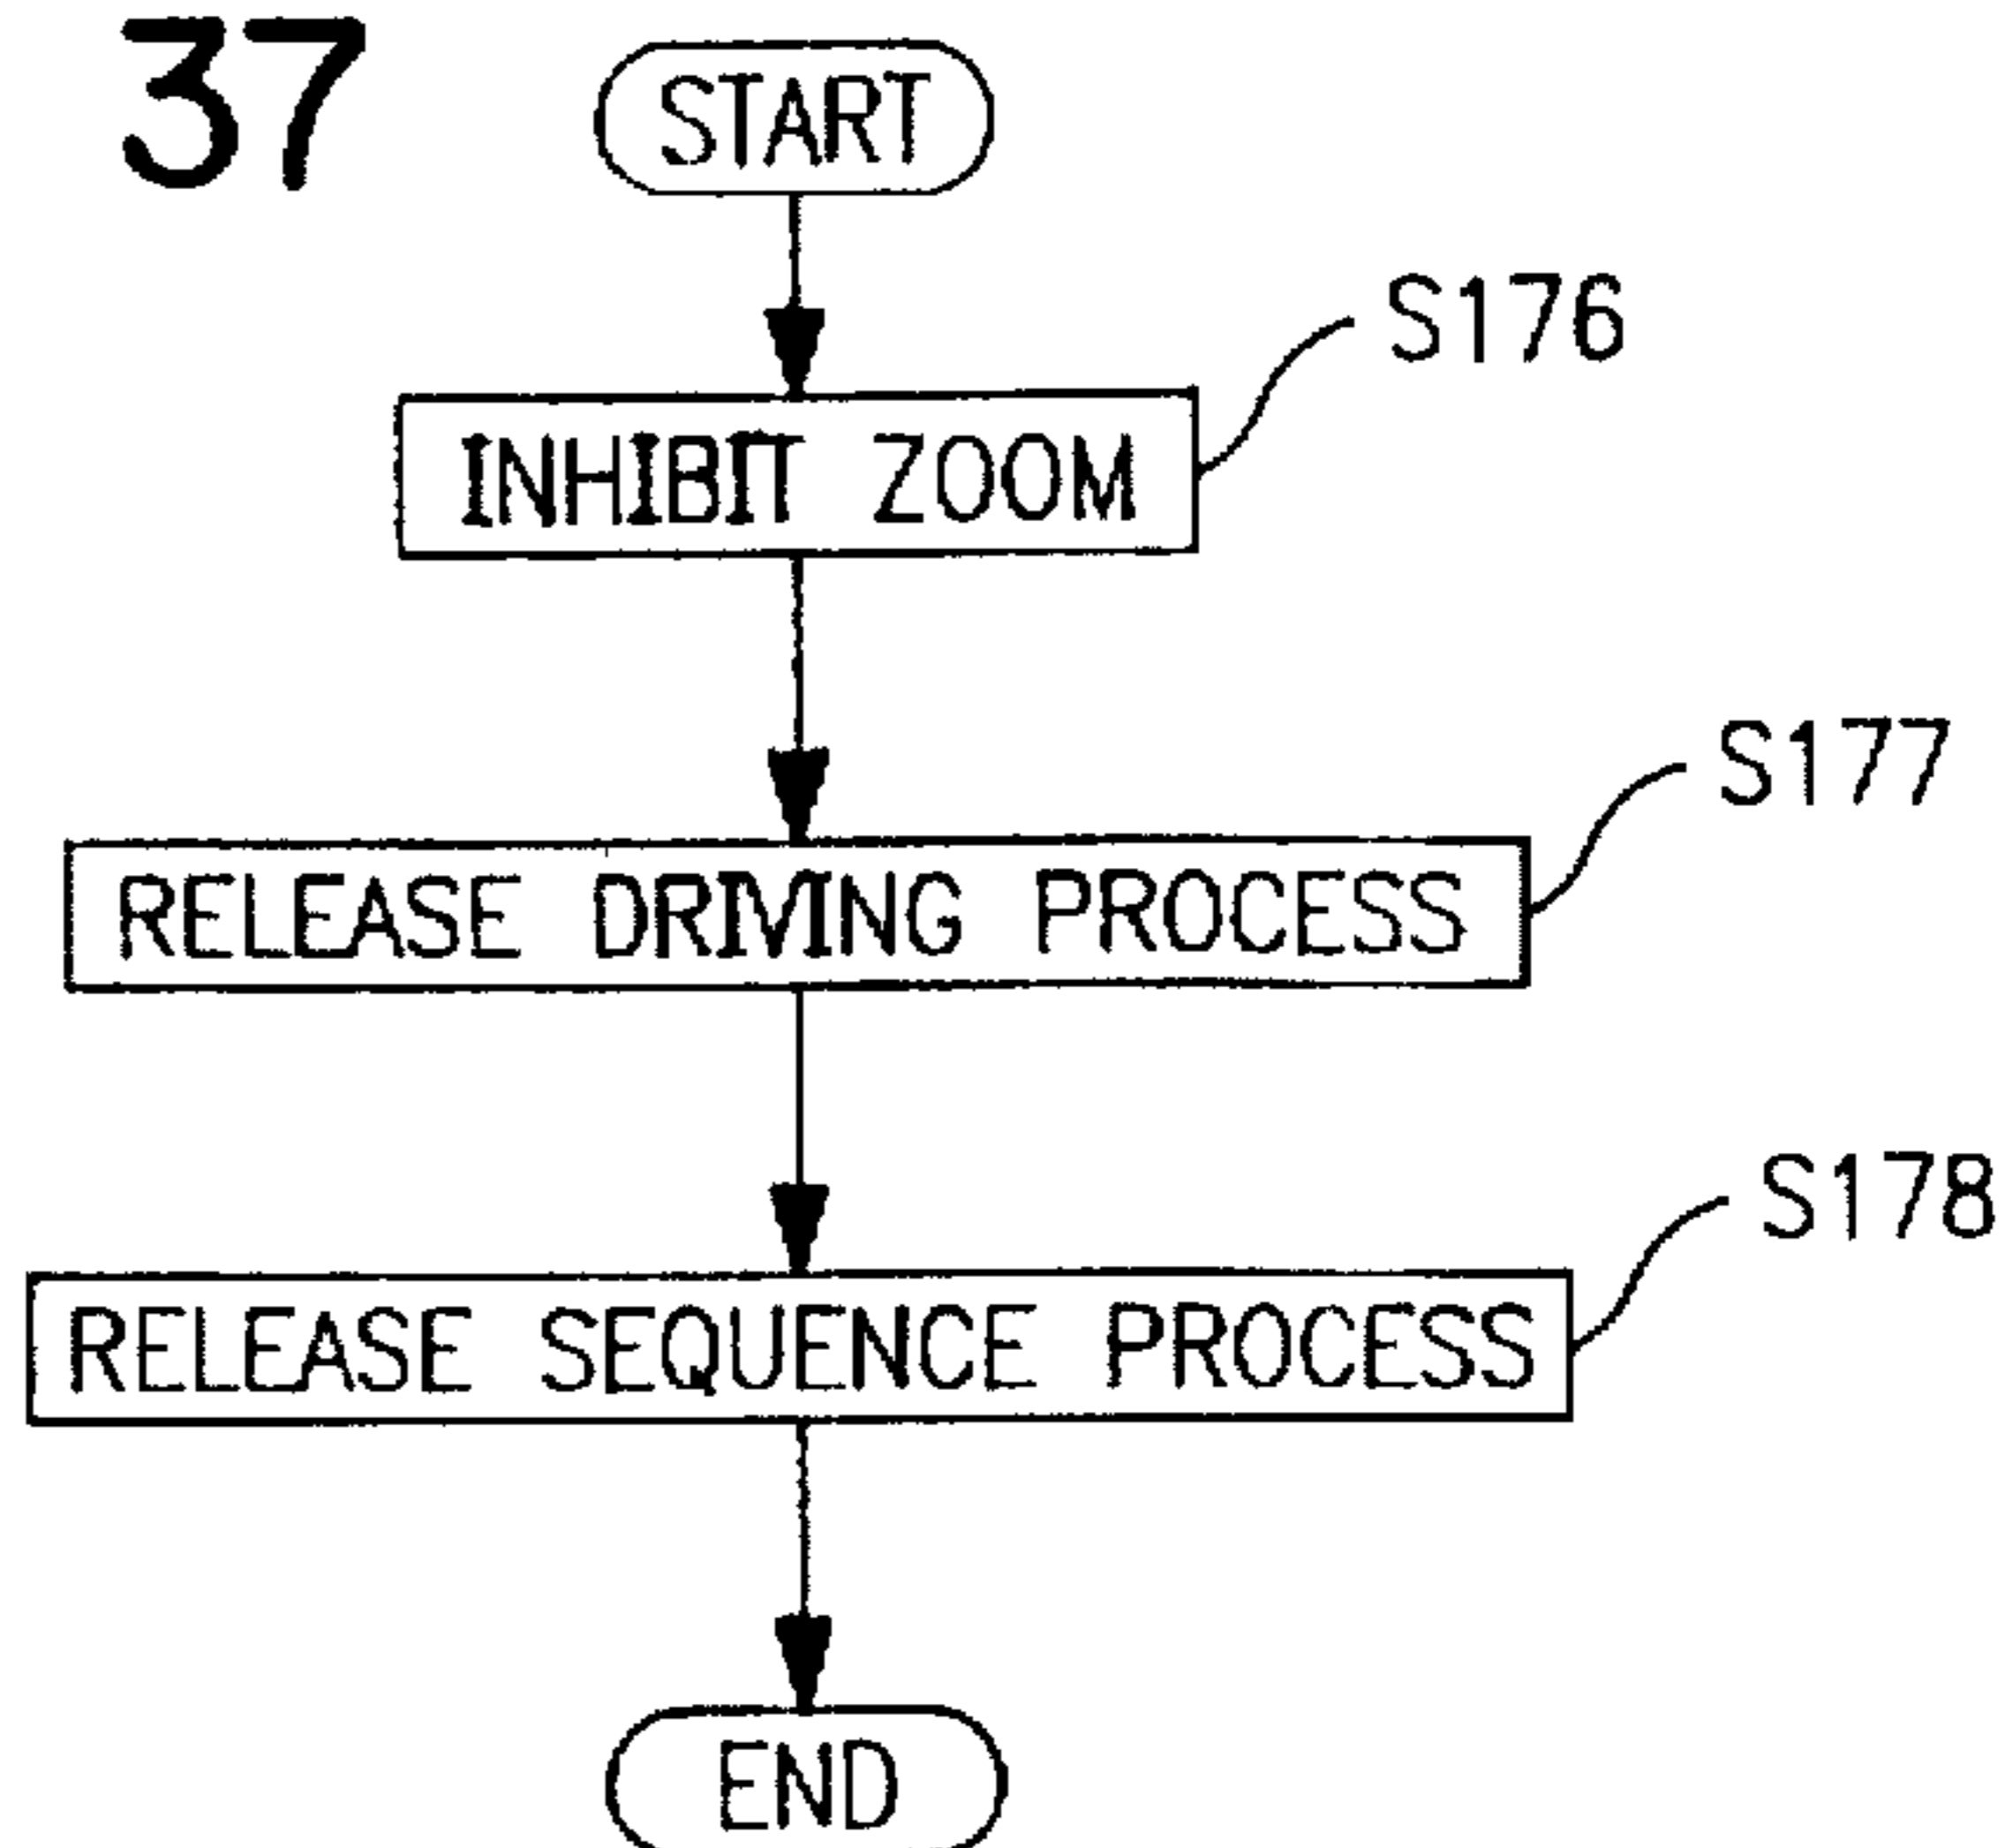 37
START
S176
INHIBIT ZOOM
S177
RELEASE DRIVING PROCESS
S178
RELEASE SEQUENCE PROCESS
END